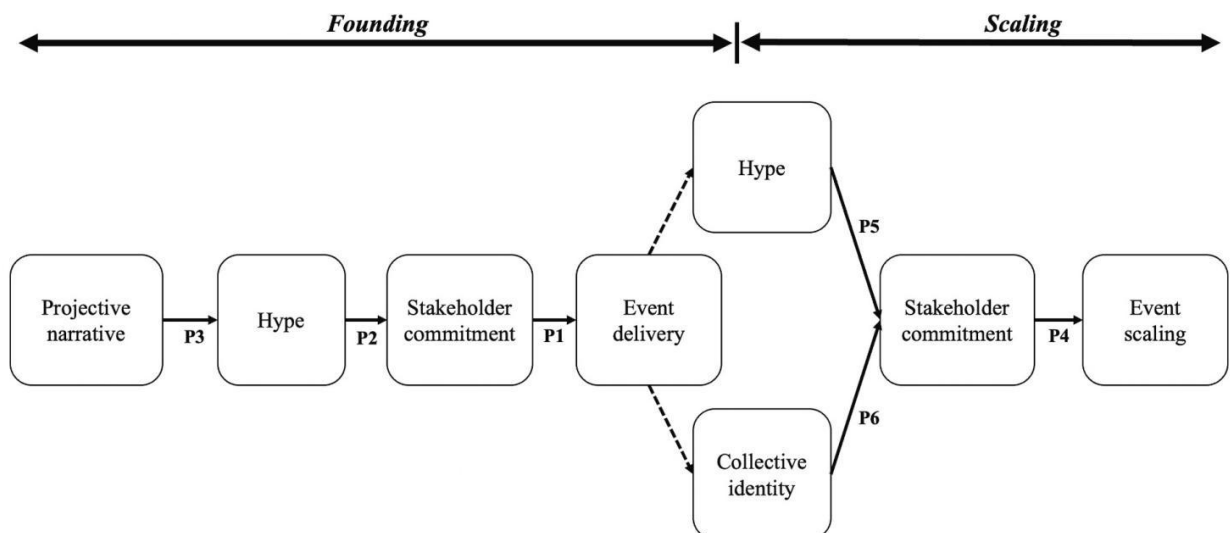 Founding
Scaling
Hype
P5
Projective
narrative
P3
Hype
P2
Stakeholder
commitment
P1
Event
delivery
Stakeholder
commitment
P4
Event
scaling
P6
Collective
identity